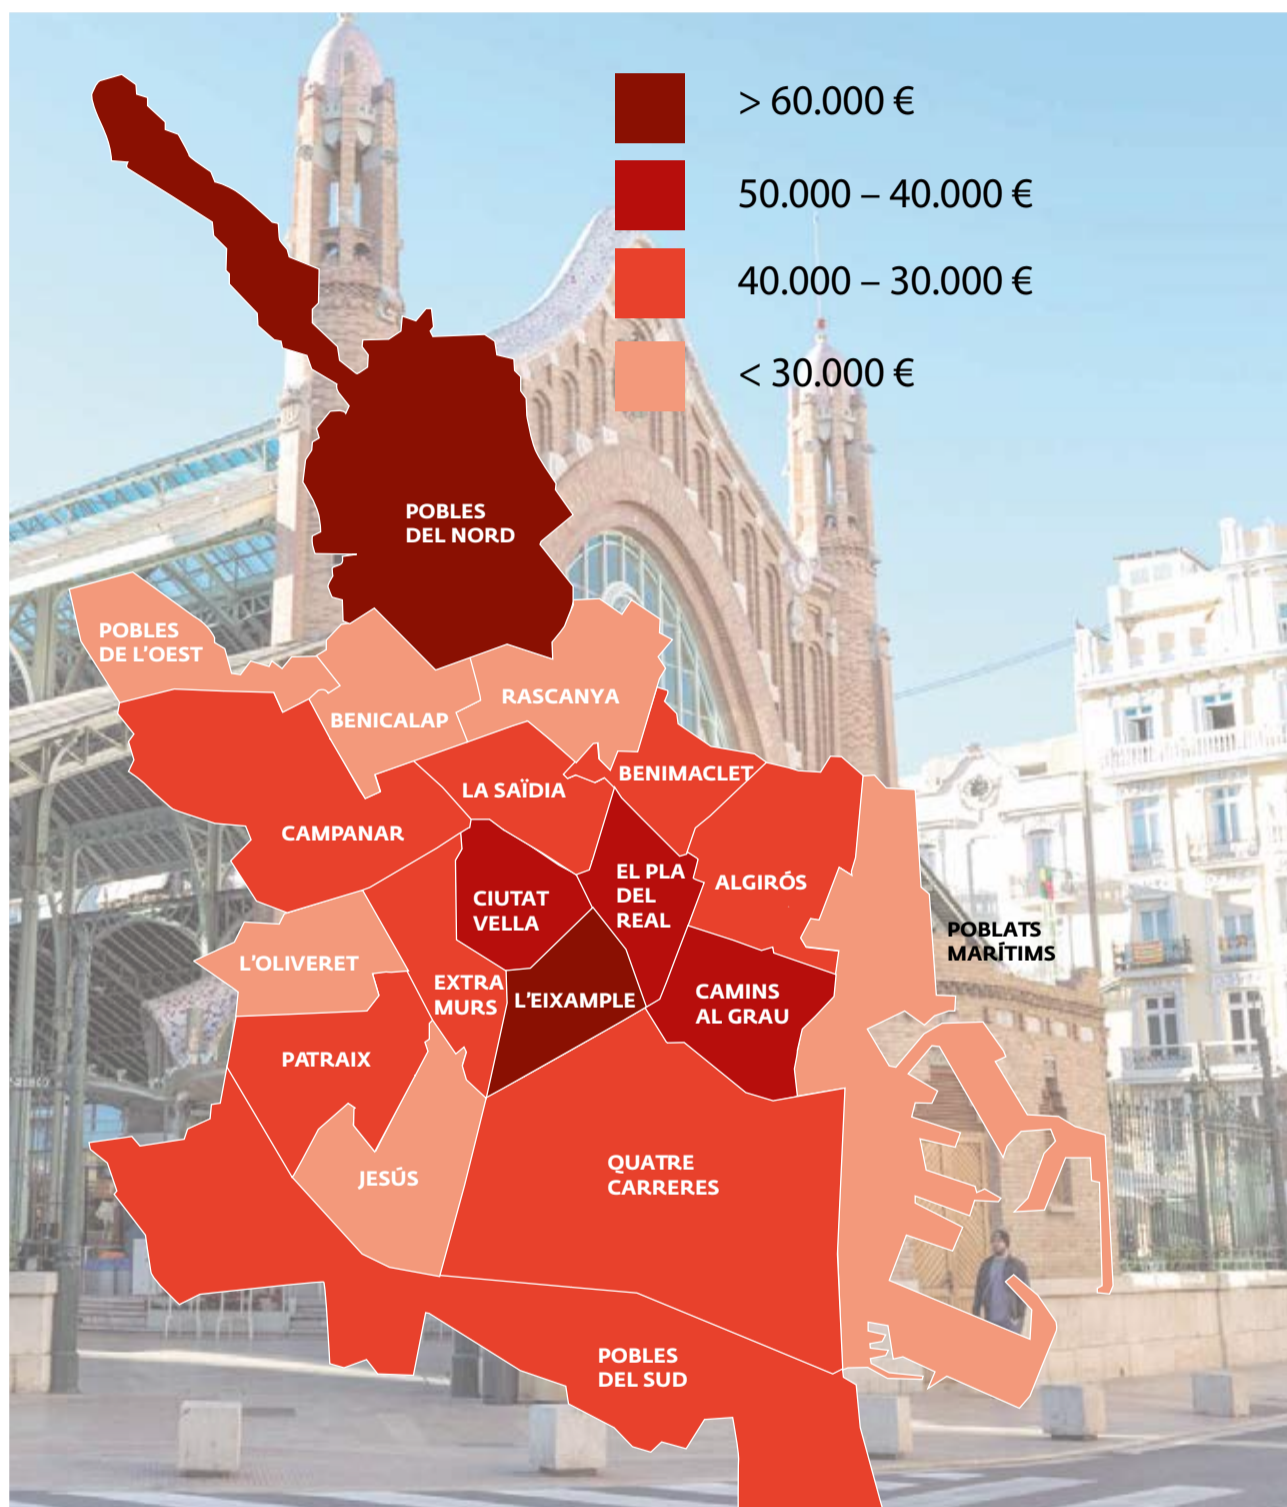 > 60.000 €
50.000 – 40.000 €
40.000 – 30.000 €
< 30.000 €
POBLES
DEL NORD
POBLES
DE L'OEST
RASCANYA
BENICALAP
BENIMACLET
LA SAÏDIA
CAMPANAR
EL PLA
DEL
REAL
ALGIRÓS
CIUTAT
VELLA
POBLATS
MARÍTIMS
L'OLIVERET
EXTRA
MURS
L'EIXAMPLE
CAMINS
AL GRAU
PATRAIX
JESÚS
QUATRE
CARRERES
POBLES
DEL SUD